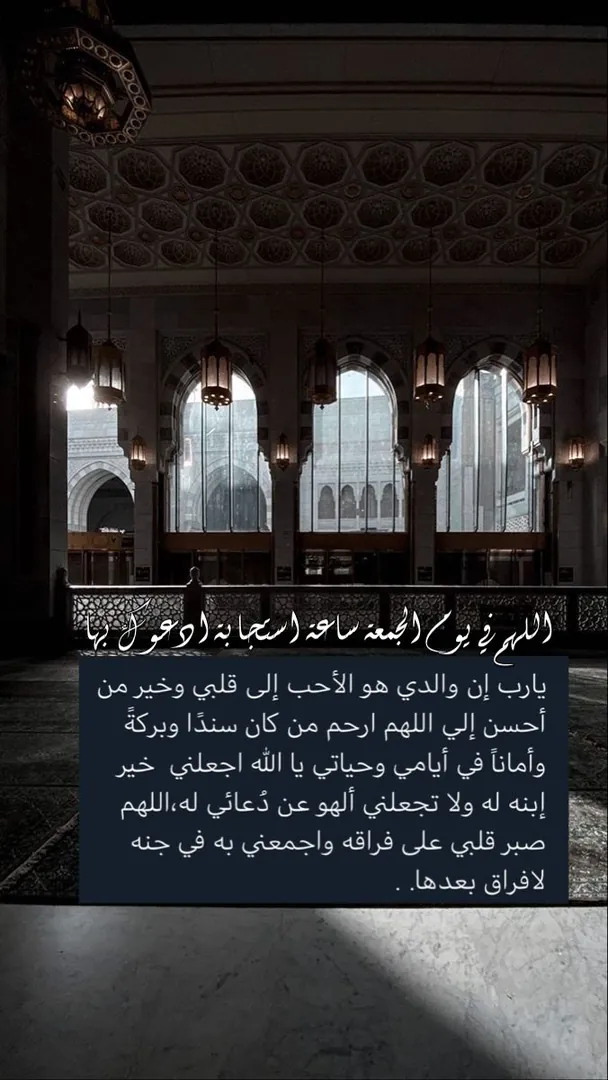 اللهم في يوم الجمعة ساعة استجابة ادعوك بها
يارب إن والدي هو الأحب إلى قلبي وخير من
أحسن إلي اللهم ارحم من كان سندًا وبركةً
وأماناً في أيامي وحياتي يا الله اجعلني خير
إبنه له ولا تجعلني ألهو عن دُعائي له،اللهم
صبر قلبي على فراقه واجمعني به في جنه
لافراق بعدها. .